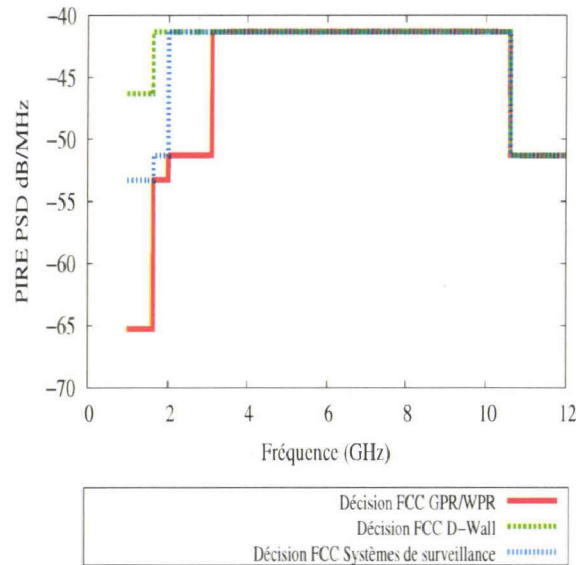 −40
−45
−50
−55
−60
−65
−70
PIRE PSD dB/MHz
0 2 4 6 8 10 12
Fréquence (GHz)
Décision FCC GPR/WPR
Décision FCC D−Wall
Décision FCC Systèmes de surveillance